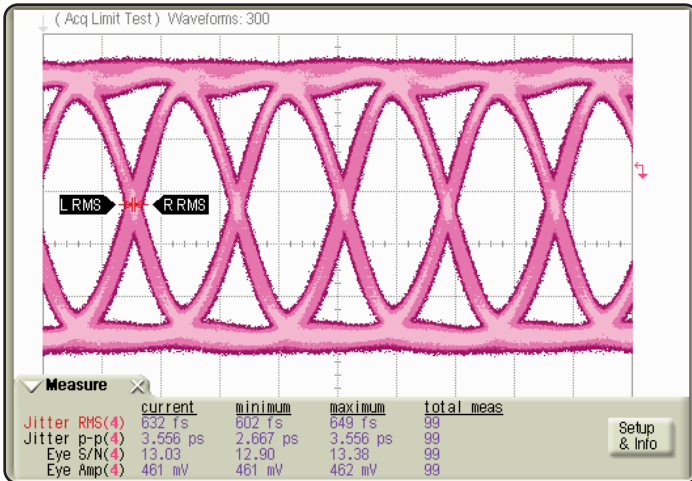 ( Acq Limit Test ) Waveforms: 300
L RMS R RMS
Measure
current minimum maximum total meas
Jitter RMS(4) 632 fs 602 fs 649 fs 99
Jitter p-p(4) 3.556 ps 2.667 ps 3.556 ps 99
Eye S/N(4) 13.03 12.90 13.38 99
Eye Amp(4) 461 mV 461 mV 462 mV 99
Setup
& Info